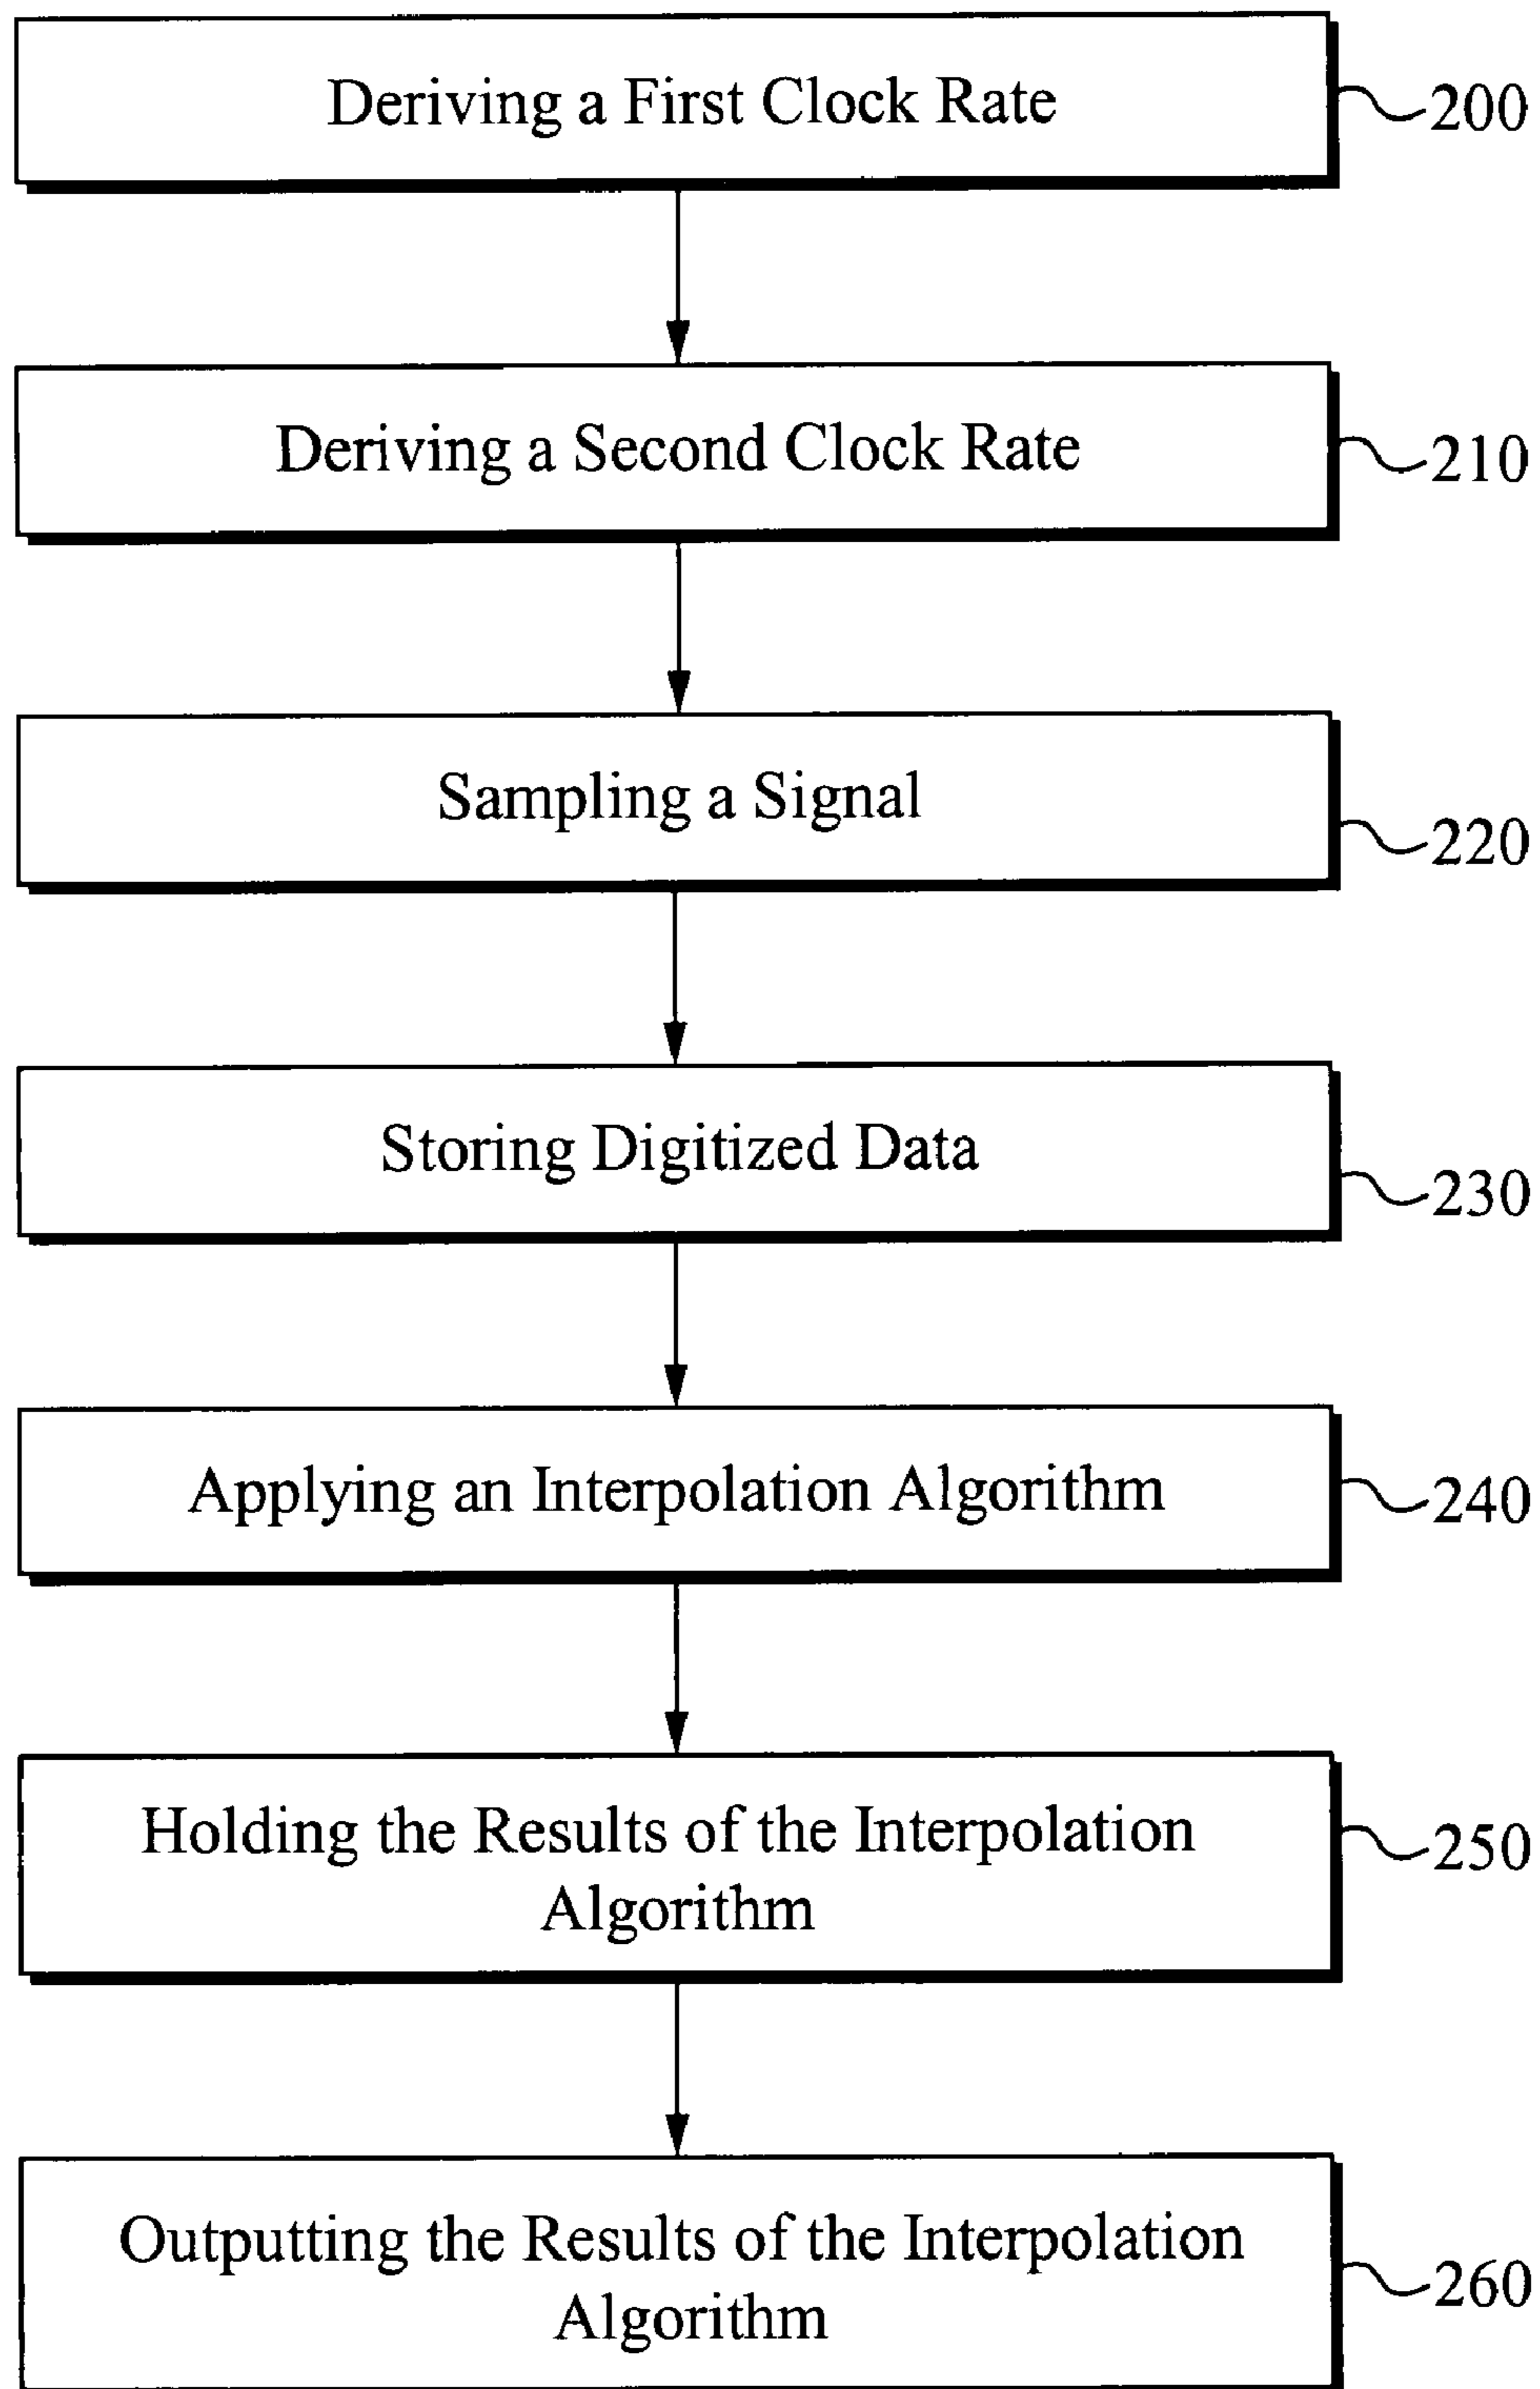 Deriving a First Clock Rate
200
Deriving a Second Clock Rate
210
Sampling a Signal
220
Storing Digitized Data
230
Applying an Interpolation Algorithm
240
Holding the Results of the Interpolation
Algorithm
250
Outputting the Results of the Interpolation
Algorithm
260